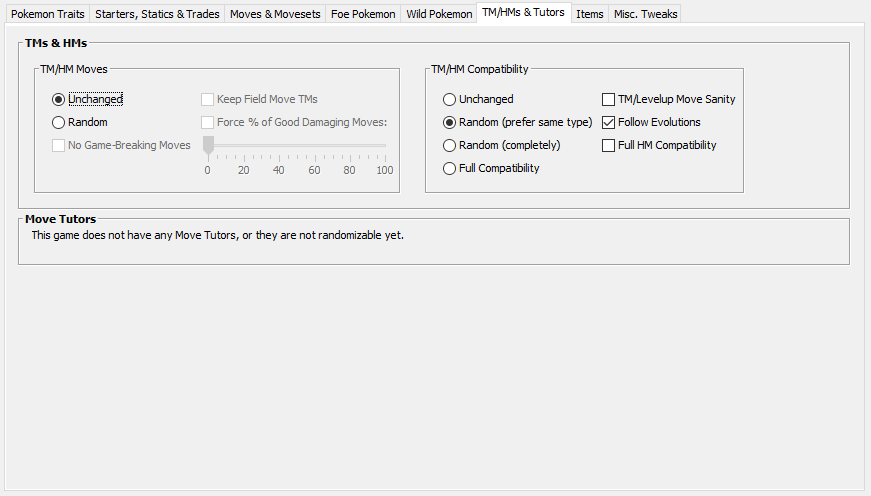 Pokemon Traits Starters, Statics & Trades Moves & Movesets Foe Pokemon Wild Pokemon TM/HMs & Tutors Items Misc. Tweaks
TMs & HMs
TM/HM Moves
Unchanged Keep Field Move TMs
Random Force % of Good Damaging Moves:
No Game-Breaking Moves
0 20 40 60 80 100
TM/HM Compatibility
Unchanged TM/Levelup Move Sanity
Random (prefer same type) Follow Evolutions
Random (completely) Full HM Compatibility
Full Compatibility
Move Tutors
This game does not have any Move Tutors, or they are not randomizable yet.